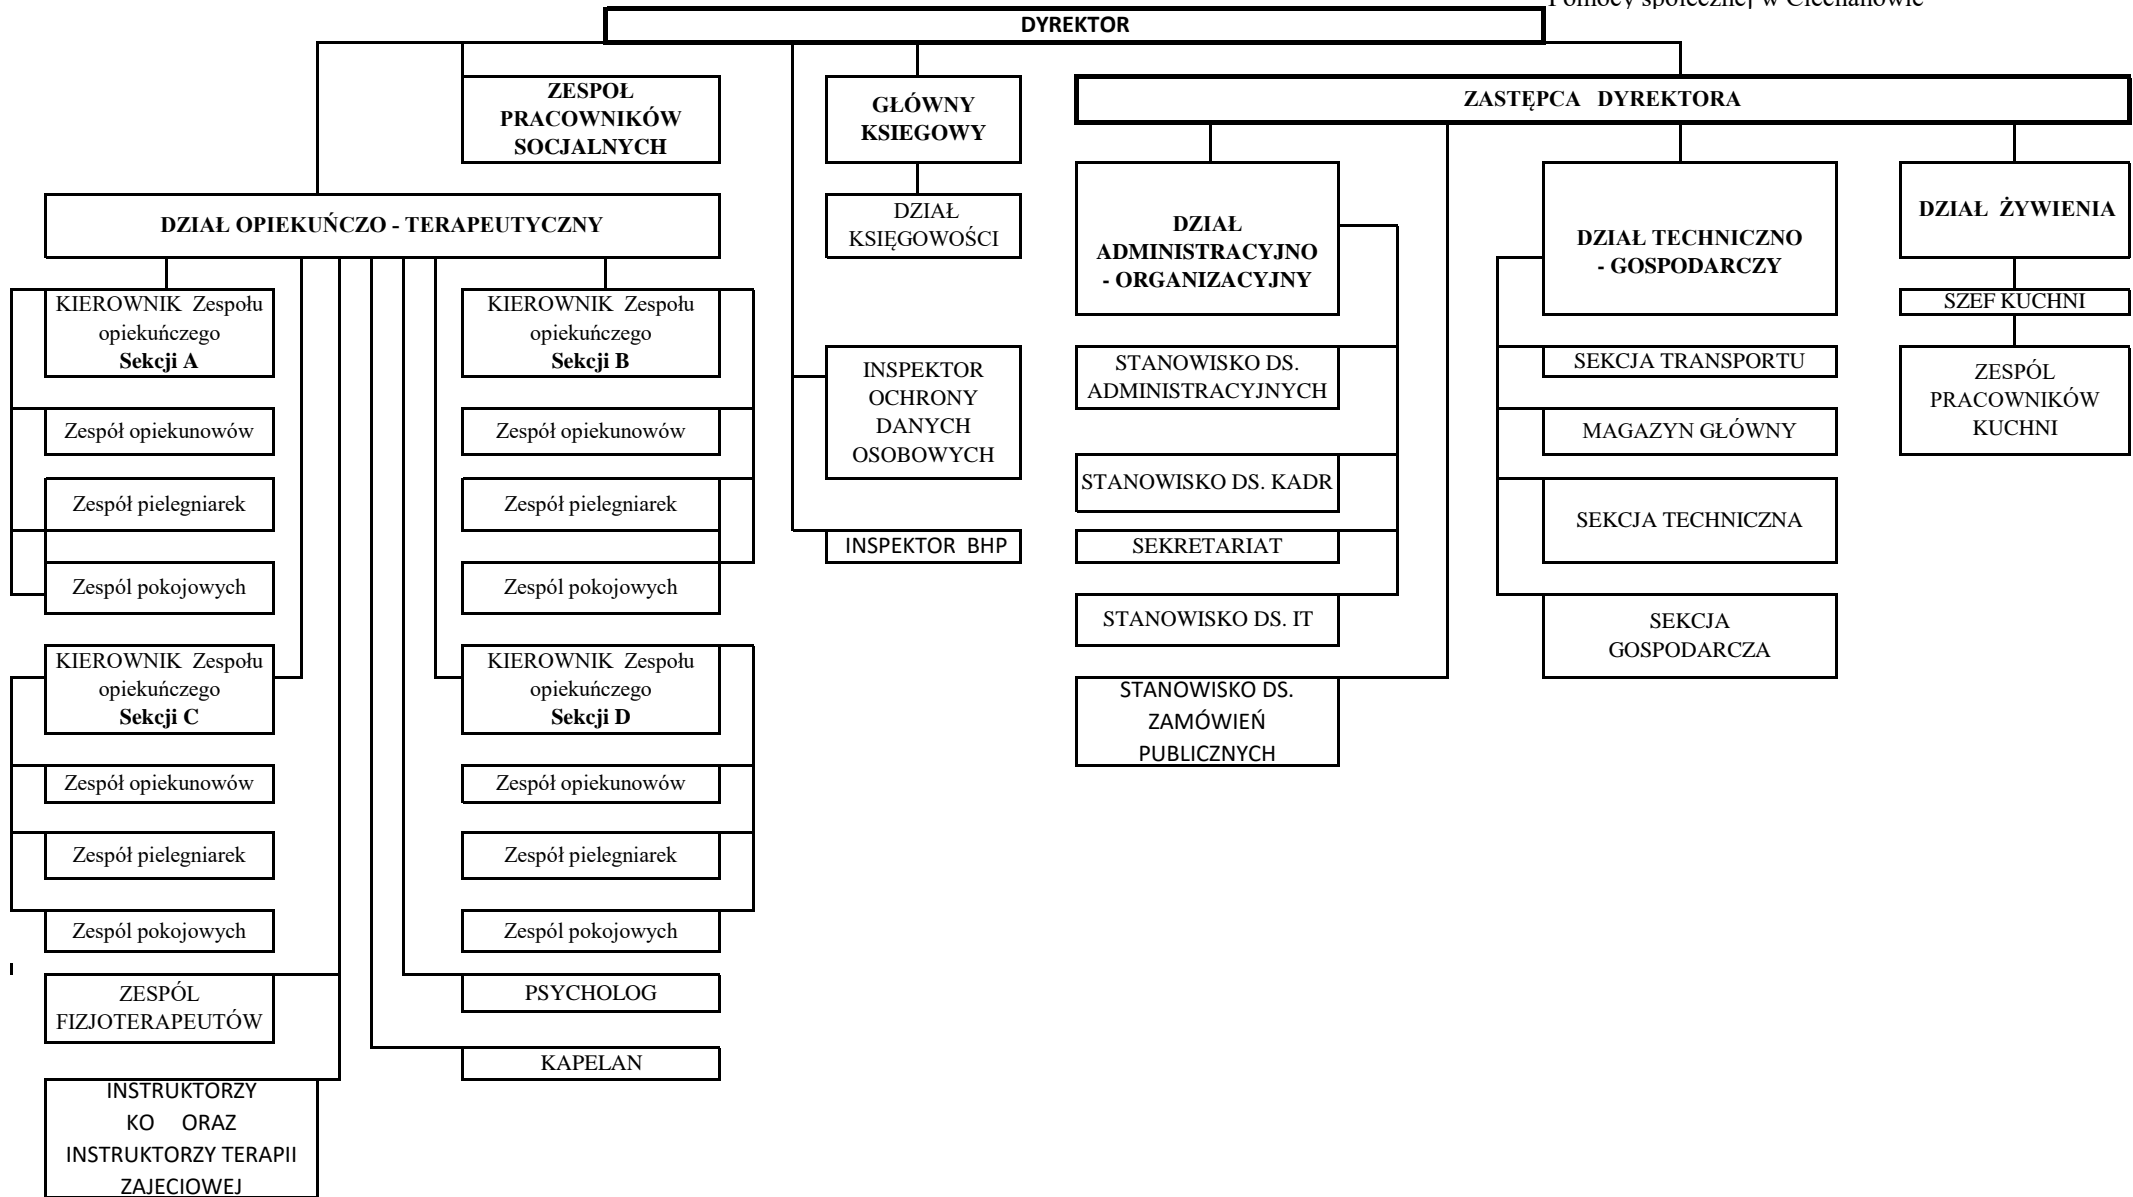 Pomocy społecznej w Ciechanowie
DYREKTOR
ZESPOŁ
PRACOWNIKÓW
SOCJALNYCH
GŁÓWNY
KSIEGOWY
ZASTĘPCA DYREKTORA
DZIAŁ OPIEKUŃCZO - TERAPEUTYCZNY
DZIAŁ
KSIĘGOWOŚCI
DZIAŁ
ADMINISTRACYJNO
- ORGANIZACYJNY
DZIAŁ TECHNICZNO
- GOSPODARCZY
DZIAŁ ŻYWIENIA
KIEROWNIK Zespołu
opiekuńczego
Sekcji A
KIEROWNIK Zespołu
opiekuńczego
Sekcji B
SZEF KUCHNI
INSPEKTOR
OCHRONY
DANYCH
OSOBOWYCH
STANOWISKO DS.
ADMINISTRACYJNYCH
SEKCJA TRANSPORTU
ZESPÓL
PRACOWNIKÓW
KUCHNI
Zespół opiekunowów
Zespół opiekunowów
MAGAZYN GŁÓWNY
Zespół pielegniarek
Zespół pielegniarek
STANOWISKO DS. KADR
SEKCJA TECHNICZNA
INSPEKTOR BHP
SEKRETARIAT
Zespól pokojowych
Zespól pokojowych
STANOWISKO DS. IT
SEKCJA
GOSPODARCZA
KIEROWNIK Zespołu
opiekuńczego
Sekcji C
KIEROWNIK Zespołu
opiekuńczego
Sekcji D
STANOWISKO DS.
ZAMÓWIEŃ
PUBLICZNYCH
Zespół opiekunowów
Zespół opiekunowów
Zespół pielegniarek
Zespół pielegniarek
Zespól pokojowych
Zespól pokojowych
ZESPÓL
FIZJOTERAPEUTÓW
PSYCHOLOG
KAPELAN
INSTRUKTORZY
KO ORAZ
INSTRUKTORZY TERAPII
ZAJECIOWEJ